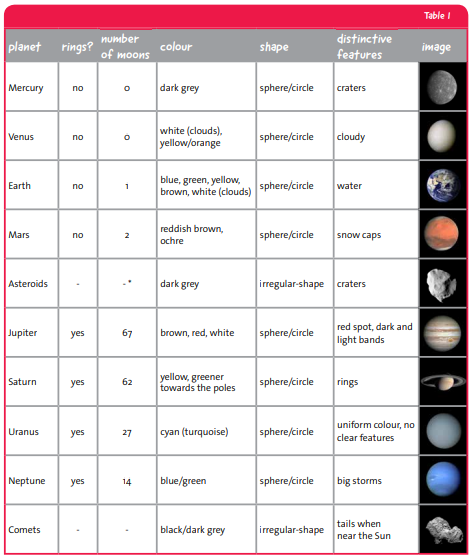 Table 1
planet rings? number of moons colour shape distinctive features image
Mercury no 0 dark grey sphere/circle craters
Venus no 0 white (clouds), yellow/orange sphere/circle cloudy
Earth no 1 blue, green, yellow, brown, white (clouds) sphere/circle water
Mars no 2 reddish brown, ochre sphere/circle snow caps
Asteroids - -* dark grey irregular-shape craters
Jupiter yes 67 brown, red, white sphere/circle red spot, dark and light bands
Saturn yes 62 yellow, greener towards the poles sphere/circle rings
Uranus yes 27 cyan (turquoise) sphere/circle uniform colour, no clear features
Neptune yes 14 blue/green sphere/circle big storms
Comets - - black/dark grey irregular-shape tails when near the Sun